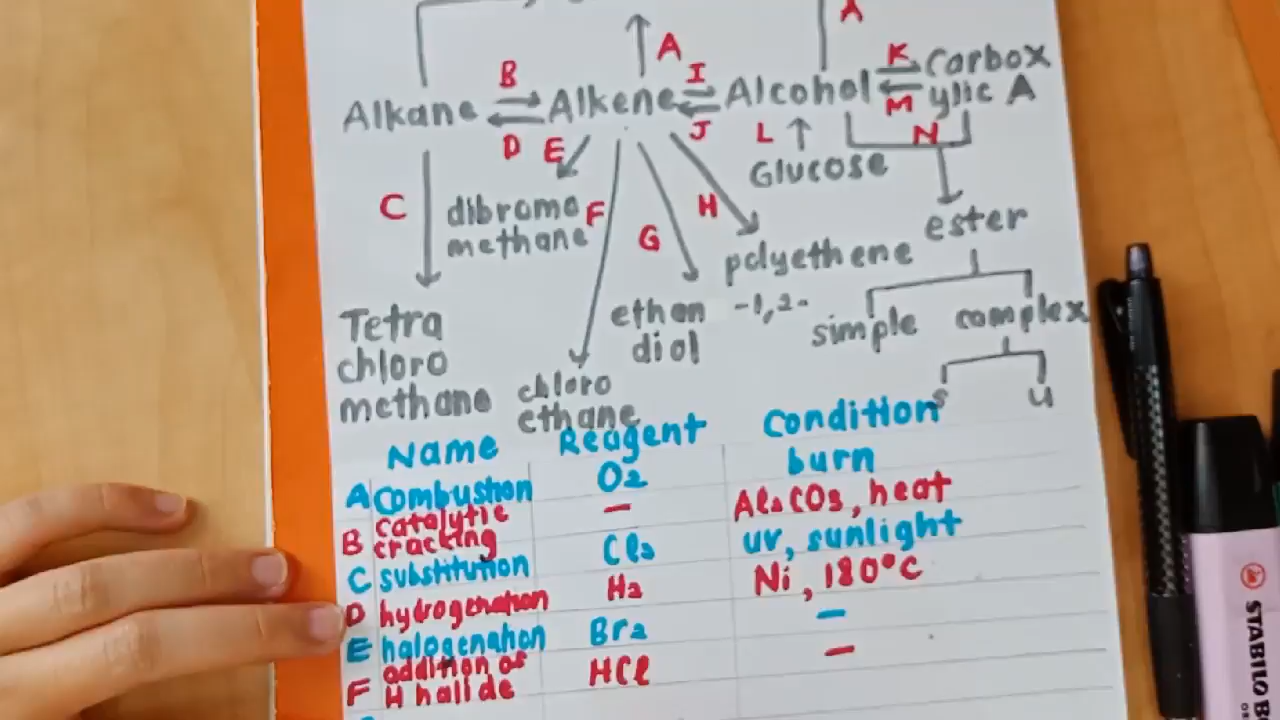 A
A
B
I
K
Carbox
Alkane
Alkene
Alcohol
ylic A
D
E
J
M
L
N
Glucose
C
dibromo
methane
F
G
H
ester
polyethene
Tetra
chloro
methane
ethan
diol
-1,2-
simple
complex
chloro
ethane
s
u
Name
Reagent
Condition
A
combustion
O2
burn
B
catalytic
cracking
—
Al2CO3, heat
C
substitution
Cl2
uv, sunlight
D
hydrogenation
H2
Ni, 180°C
E
halogenation
Br2
—
F
addition of
H halide
HCl
—
STABILO B